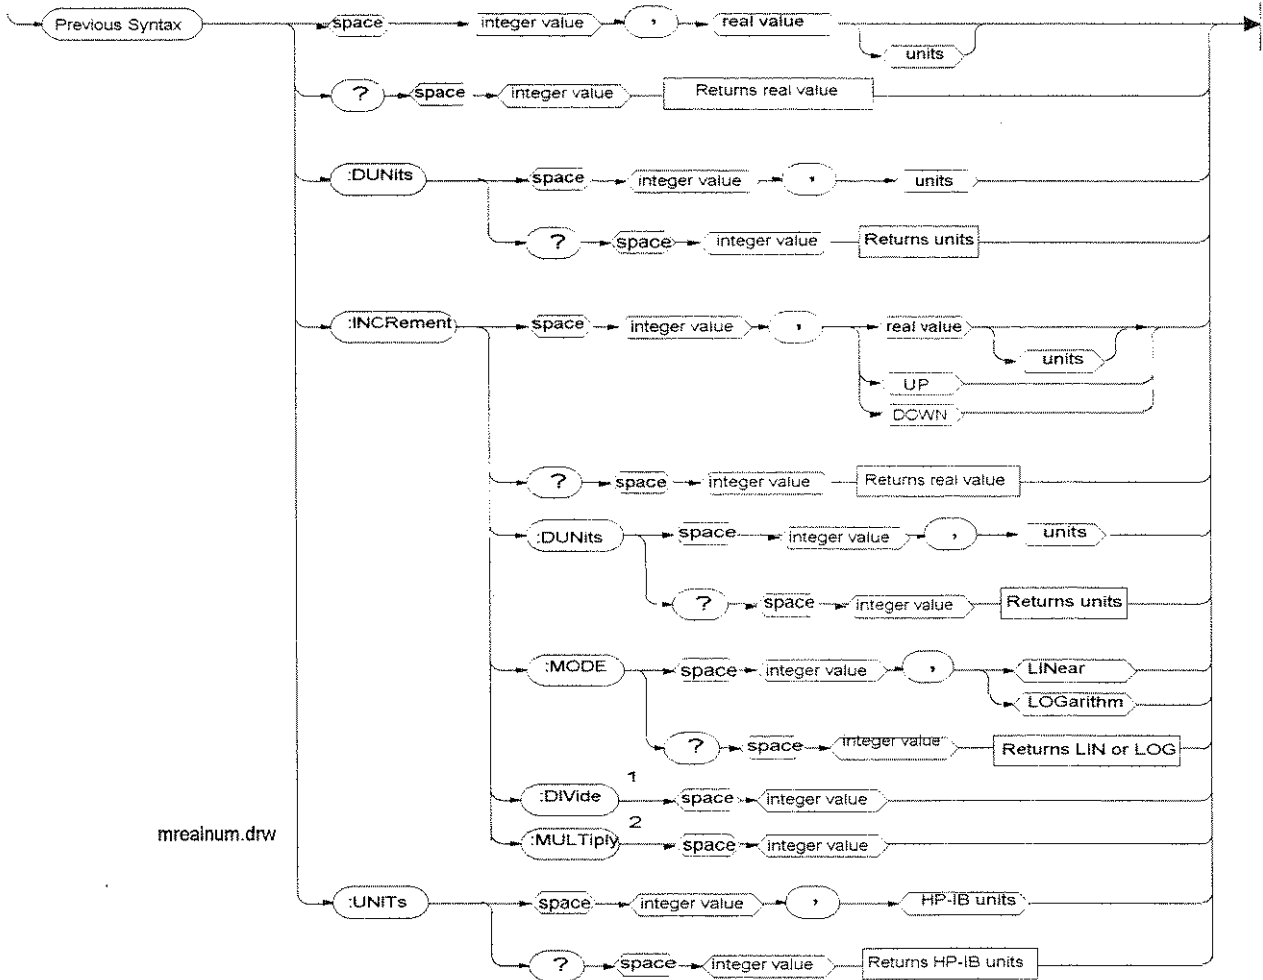 Previous Syntax space integer value , real value
units
? space integer value Returns real value
:DUNits space integer value , units
? space integer value Returns units
:INCRement space integer value , real value
units
UP
DOWN
? space integer value Returns real value
:DUNits space integer value , units
? space integer value Returns units
:MODE space integer value , LINear
LOGarithm
? space integer value Returns LIN or LOG
:DIVide 1 space integer value
mrealnum.drw
:MULTiply 2 space integer value
:UNITs space integer value , HP-IB units
? space integer value Returns HP-IB units